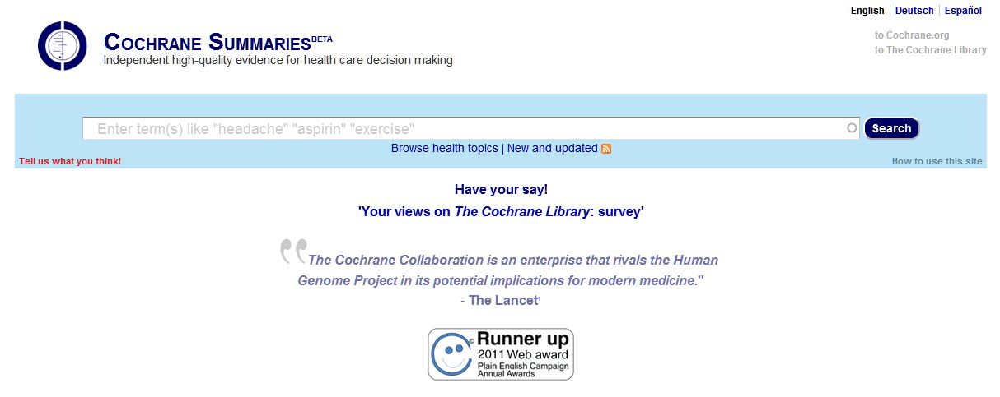 English | Deutsch | Español
COCHRANE SUMMARIES BETA
Independent high-quality evidence for health care decision making
to Cochrane.org
to The Cochrane Library
Enter term(s) like "headache" "aspirin" "exercise"
Search
Browse health topics | New and updated
Tell us what you think!
How to use this site
Have your say!
'Your views on The Cochrane Library: survey'
“The Cochrane Collaboration is an enterprise that rivals the Human
Genome Project in its potential implications for modern medicine."
- The Lancet¹
Runner up
2011 Web award
Plain English Campaign
Annual Awards